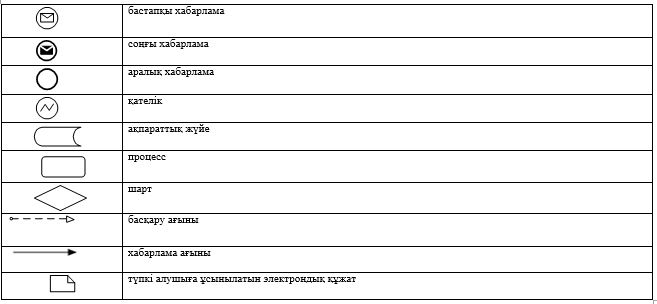 бастапқы хабарлама
соңғы хабарлама
аралық хабарлама
қателік
ақпараттық жүйе
процесс
шарт
басқару ағыны
хабарлама ағыны
түпкі алушыға ұсынылатын электрондық құжат